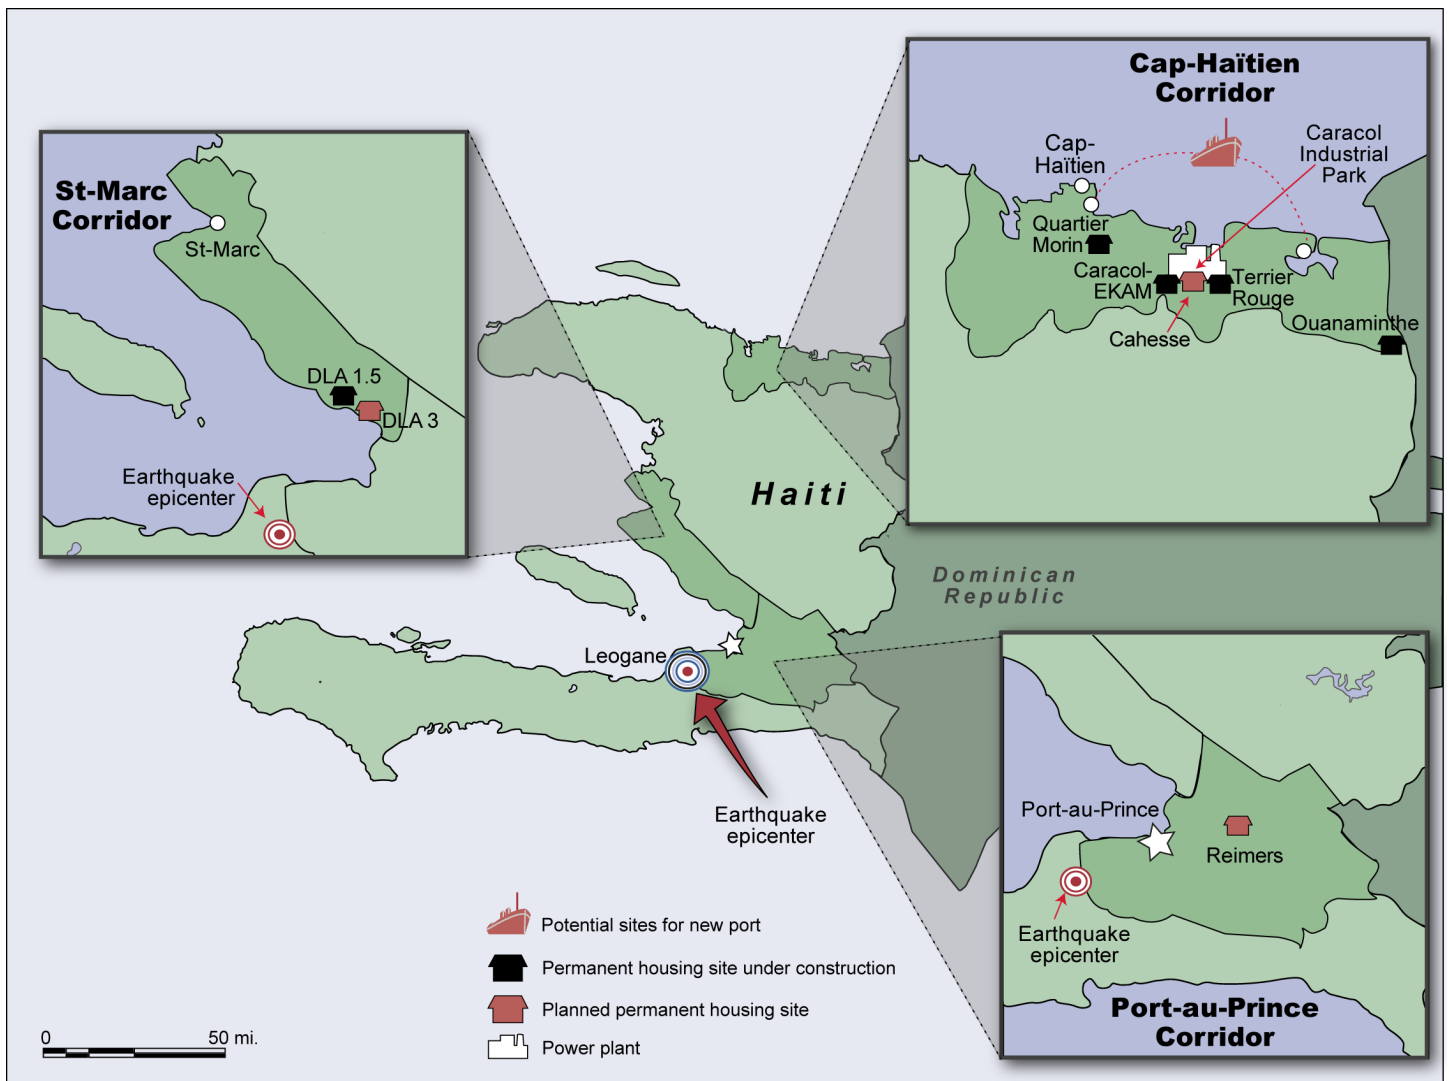 Cap-Haïtien
Corridor
Cap-
Haïtien
Caracol
Industrial
Park
Quartier
Morin
Caracol-
EKAM
Terrier
Rouge
Cahesse
Ouanaminthe
St-Marc
Corridor
St-Marc
DLA 1.5
DLA 3
Earthquake
epicenter
Haiti
Dominican
Republic
Leogane
Earthquake
epicenter
Port-au-Prince
Reimers
Earthquake
epicenter
Port-au-Prince
Corridor
Potential sites for new port
Permanent housing site under construction
Planned permanent housing site
Power plant
0
50 mi.